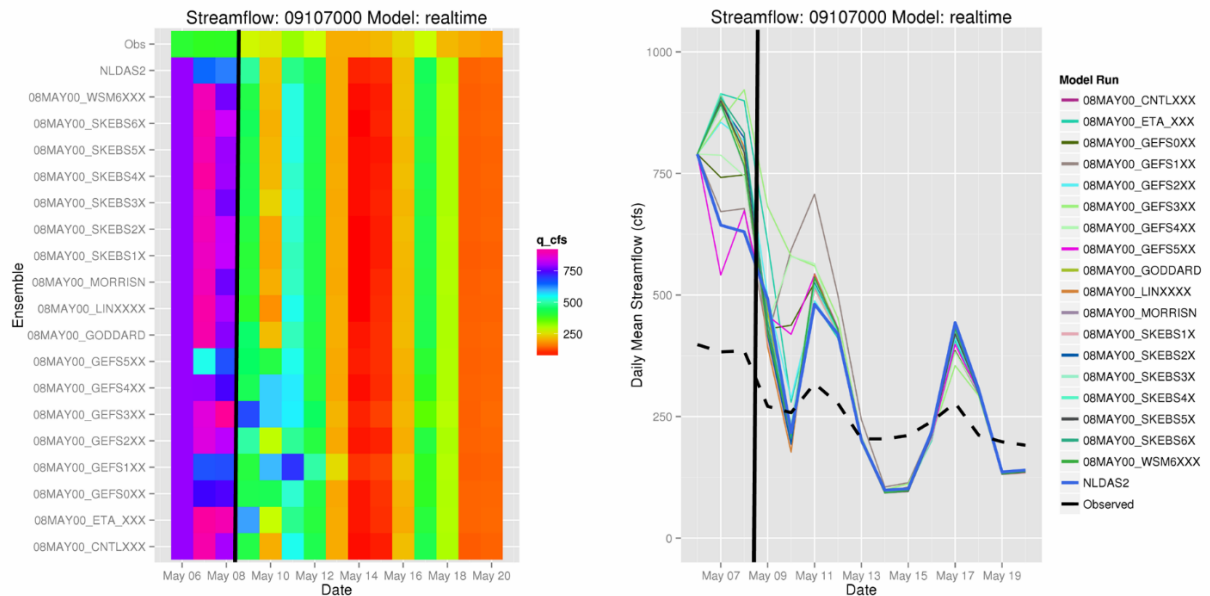 Streamflow: 09107000 Model: realtime
Ensemble
Obs
NLDAS2
08MAY00_WSM6XXX
08MAY00_SKEBS6X
08MAY00_SKEBS5X
08MAY00_SKEBS4X
08MAY00_SKEBS3X
08MAY00_SKEBS2X
08MAY00_SKEBS1X
08MAY00_MORRISN
08MAY00_LINXXXX
08MAY00_GODDARD
08MAY00_GEFS5XX
08MAY00_GEFS4XX
08MAY00_GEFS3XX
08MAY00_GEFS2XX
08MAY00_GEFS1XX
08MAY00_GEFS0XX
08MAY00_ETA_XXX
08MAY00_CNTLXXX
May 06 May 08 May 10 May 12 May 14 May 16 May 18 May 20
Date
q_cfs
750
500
250
Streamflow: 09107000 Model: realtime
Daily Mean Streamflow (cfs)
1000
750
500
250
0
May 07 May 09 May 11 May 13 May 15 May 17 May 19
Date
Model Run
08MAY00_CNTLXXX
08MAY00_ETA_XXX
08MAY00_GEFS0XX
08MAY00_GEFS1XX
08MAY00_GEFS2XX
08MAY00_GEFS3XX
08MAY00_GEFS4XX
08MAY00_GEFS5XX
08MAY00_GODDARD
08MAY00_LINXXXX
08MAY00_MORRISN
08MAY00_SKEBS1X
08MAY00_SKEBS2X
08MAY00_SKEBS3X
08MAY00_SKEBS4X
08MAY00_SKEBS5X
08MAY00_SKEBS6X
08MAY00_WSM6XXX
NLDAS2
Observed